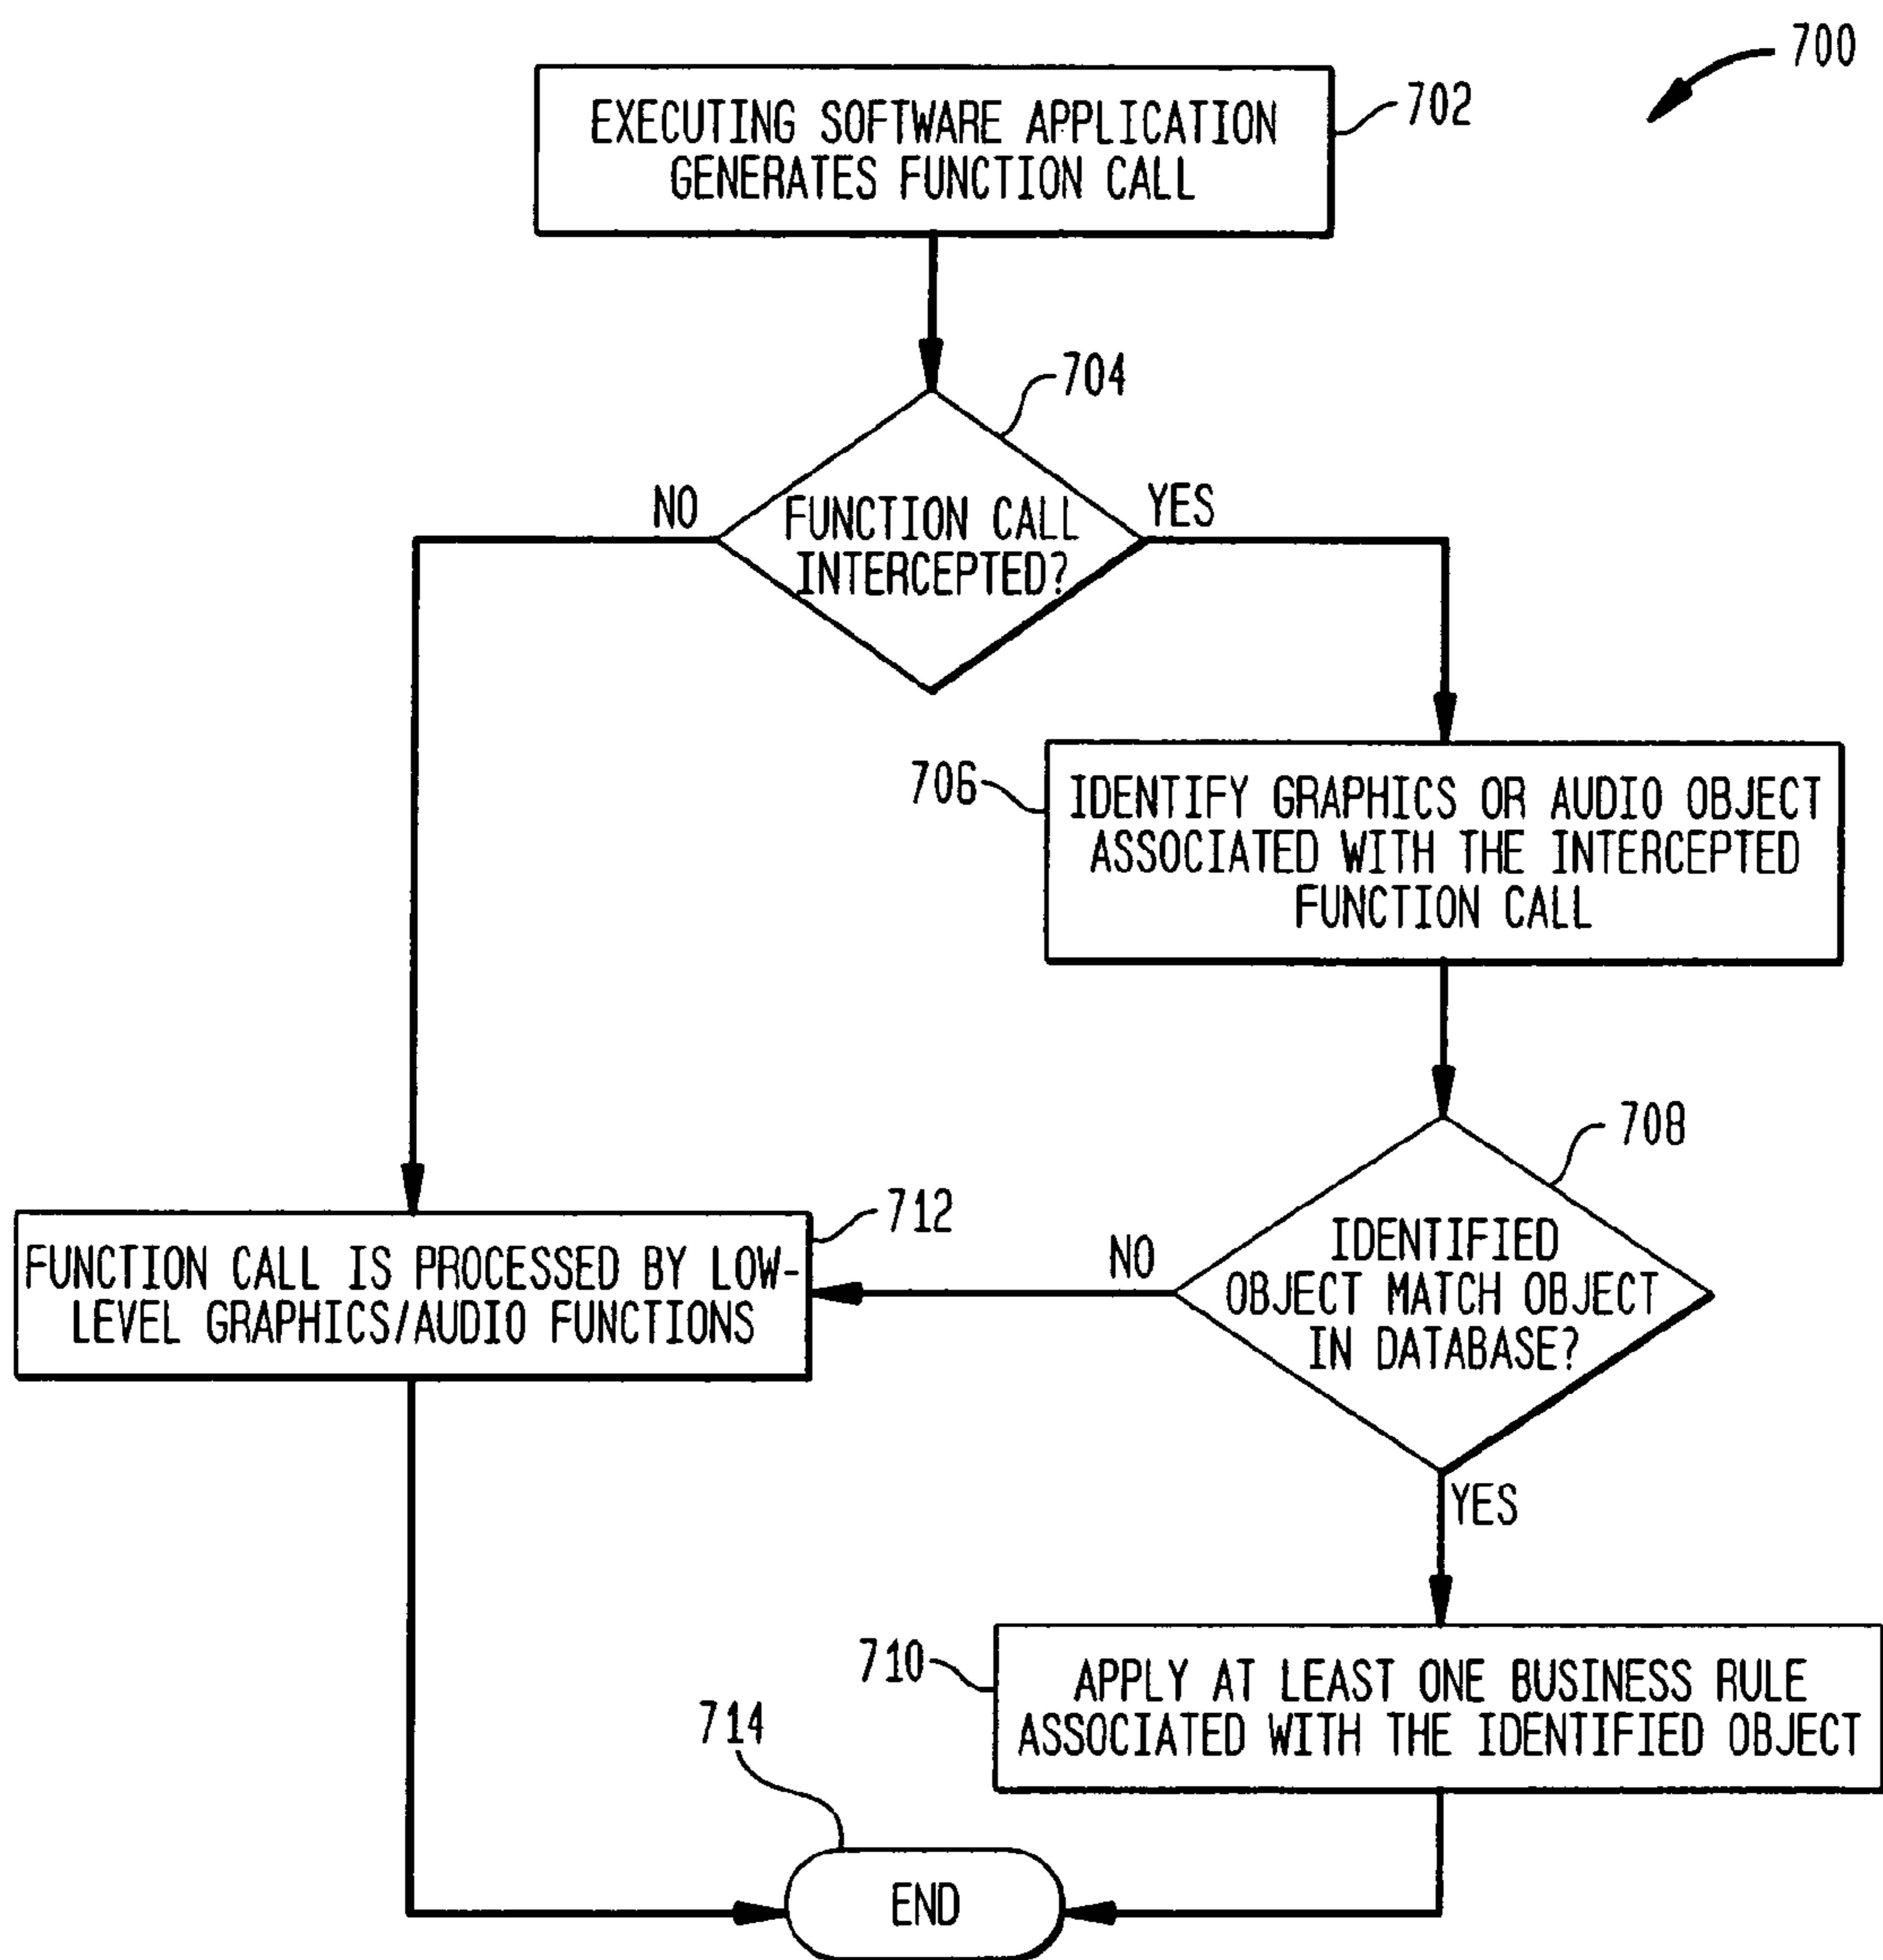 700
EXECUTING SOFTWARE APPLICATION
GENERATES FUNCTION CALL
702
704
NO
YES
FUNCTION CALL
INTERCEPTED?
706
IDENTIFY GRAPHICS OR AUDIO OBJECT
ASSOCIATED WITH THE INTERCEPTED
FUNCTION CALL
708
712
FUNCTION CALL IS PROCESSED BY LOW-
LEVEL GRAPHICS/AUDIO FUNCTIONS
NO
IDENTIFIED
OBJECT MATCH OBJECT
IN DATABASE?
YES
710
APPLY AT LEAST ONE BUSINESS RULE
ASSOCIATED WITH THE IDENTIFIED OBJECT
714
END